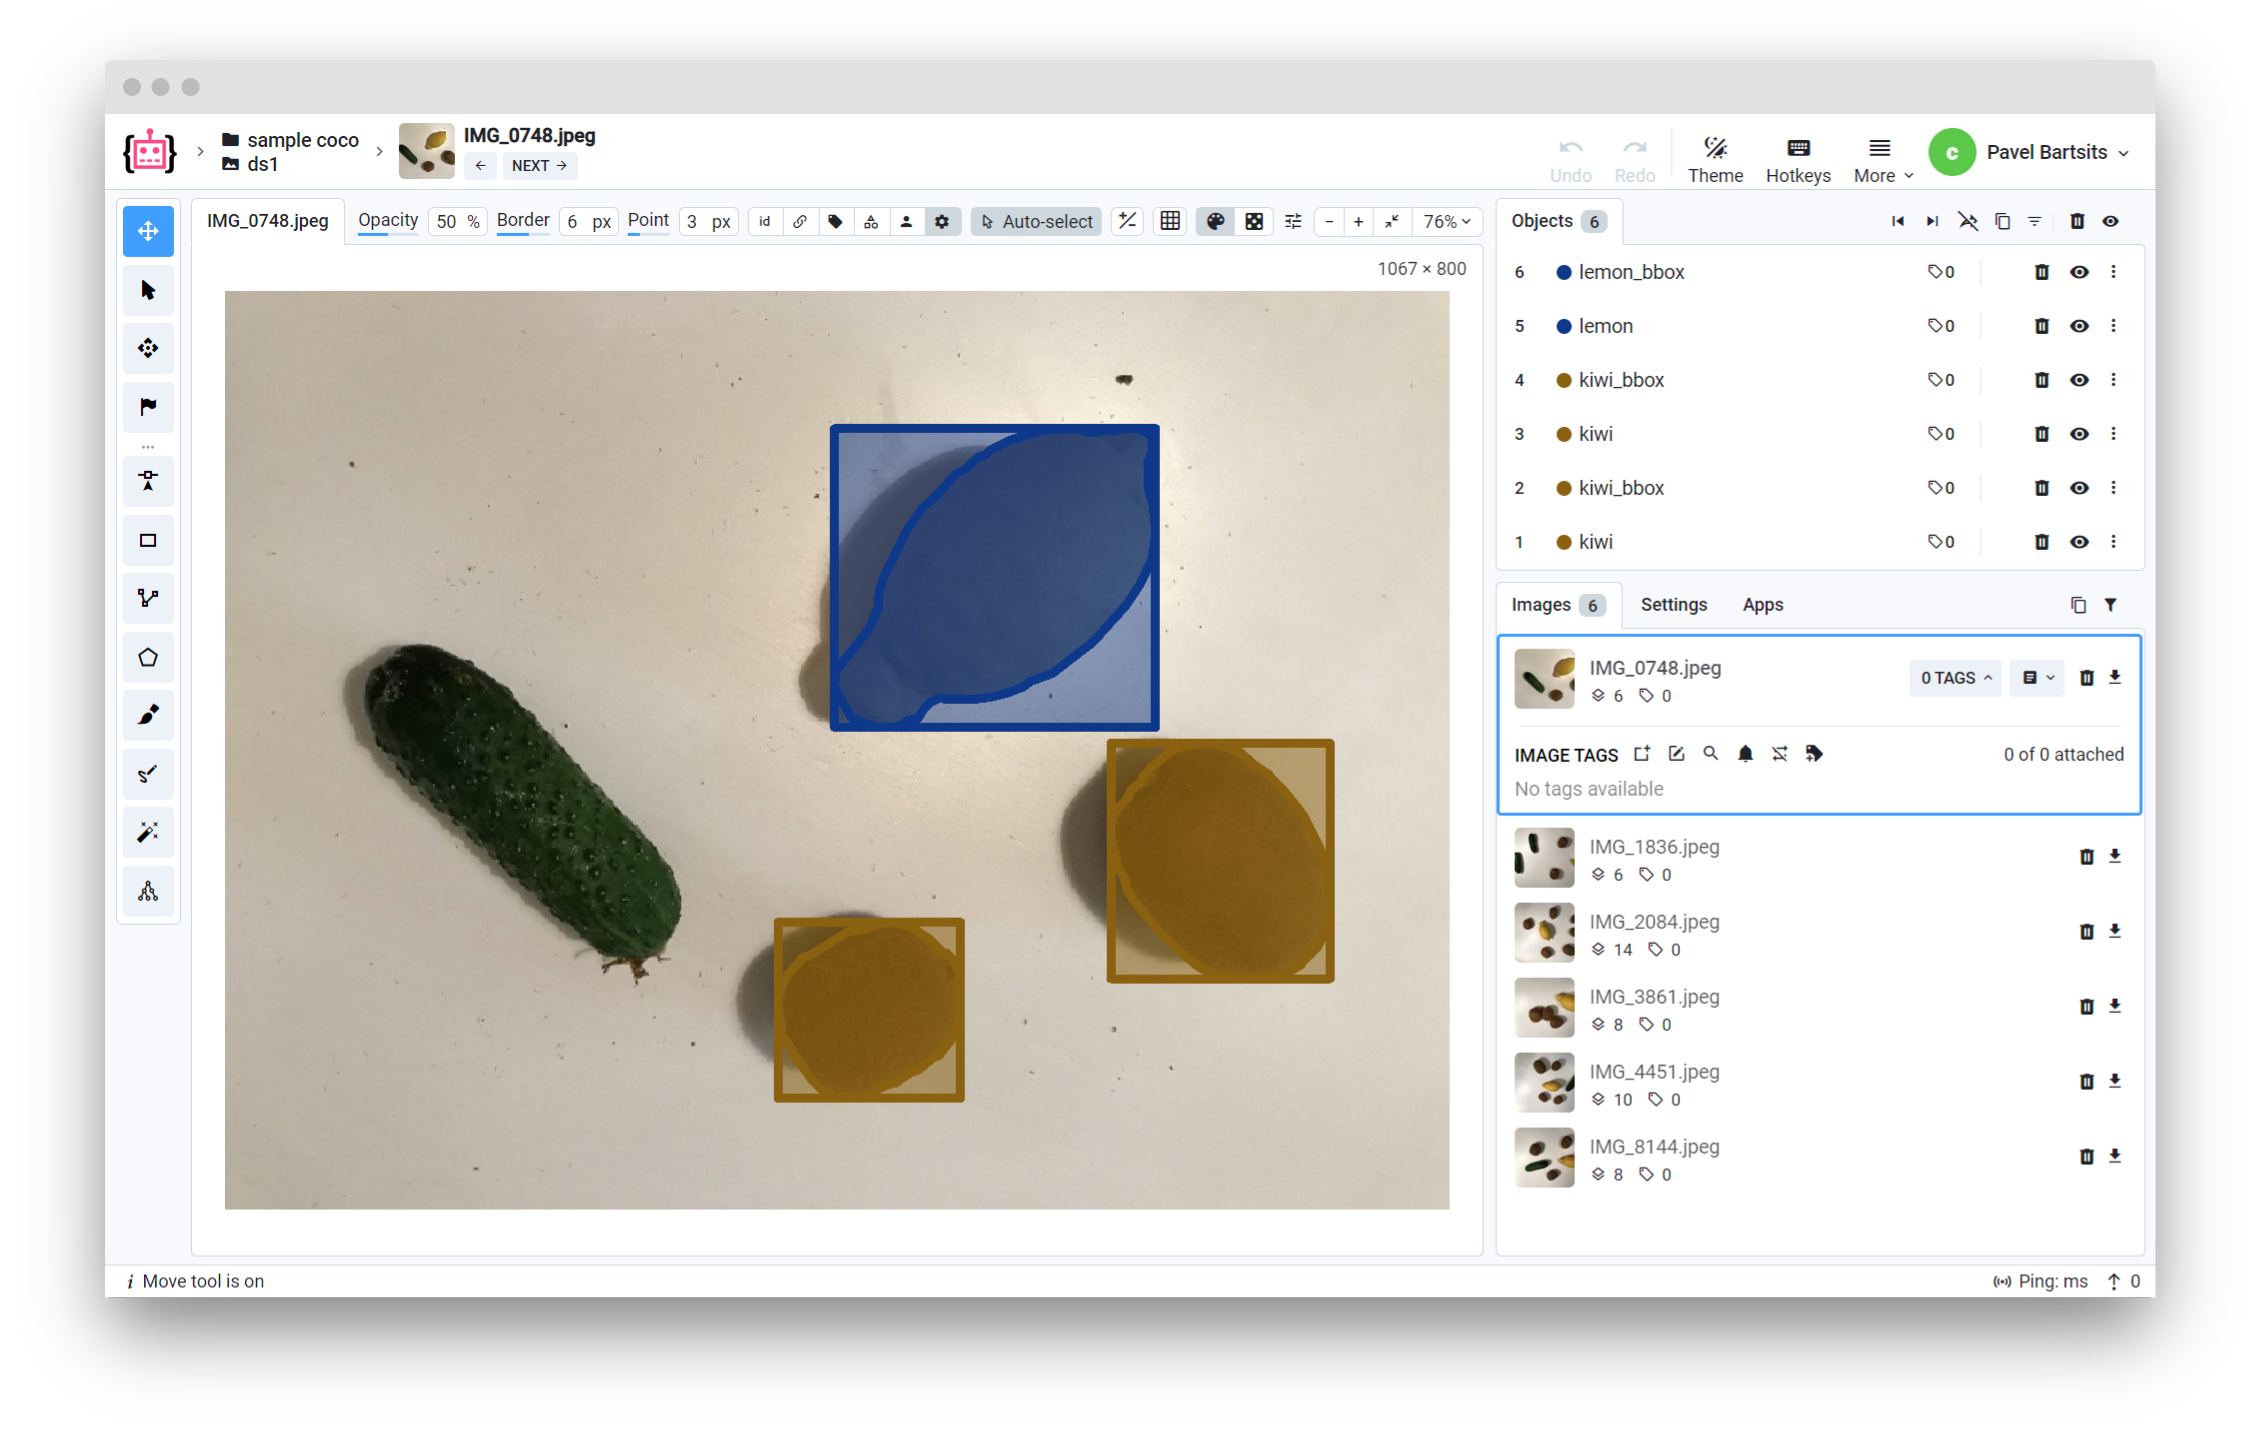 sample coco
ds1
IMG_0748.jpeg
NEXT
Undo
Redo
Theme
Hotkeys
More
c
Pavel Bartsits
IMG_0748.jpeg
Opacity
50 %
Border
6 px
Point
3 px
id
Auto-select
76%
1067 × 800
Objects 6
6 lemon_bbox 0
5 lemon 0
4 kiwi_bbox 0
3 kiwi 0
2 kiwi_bbox 0
1 kiwi 0
Images 6
Settings
Apps
IMG_0748.jpeg
6 0
0 TAGS
IMAGE TAGS
0 of 0 attached
No tags available
IMG_1836.jpeg
6 0
IMG_2084.jpeg
14 0
IMG_3861.jpeg
8 0
IMG_4451.jpeg
10 0
IMG_8144.jpeg
8 0
i Move tool is on
Ping: ms
0